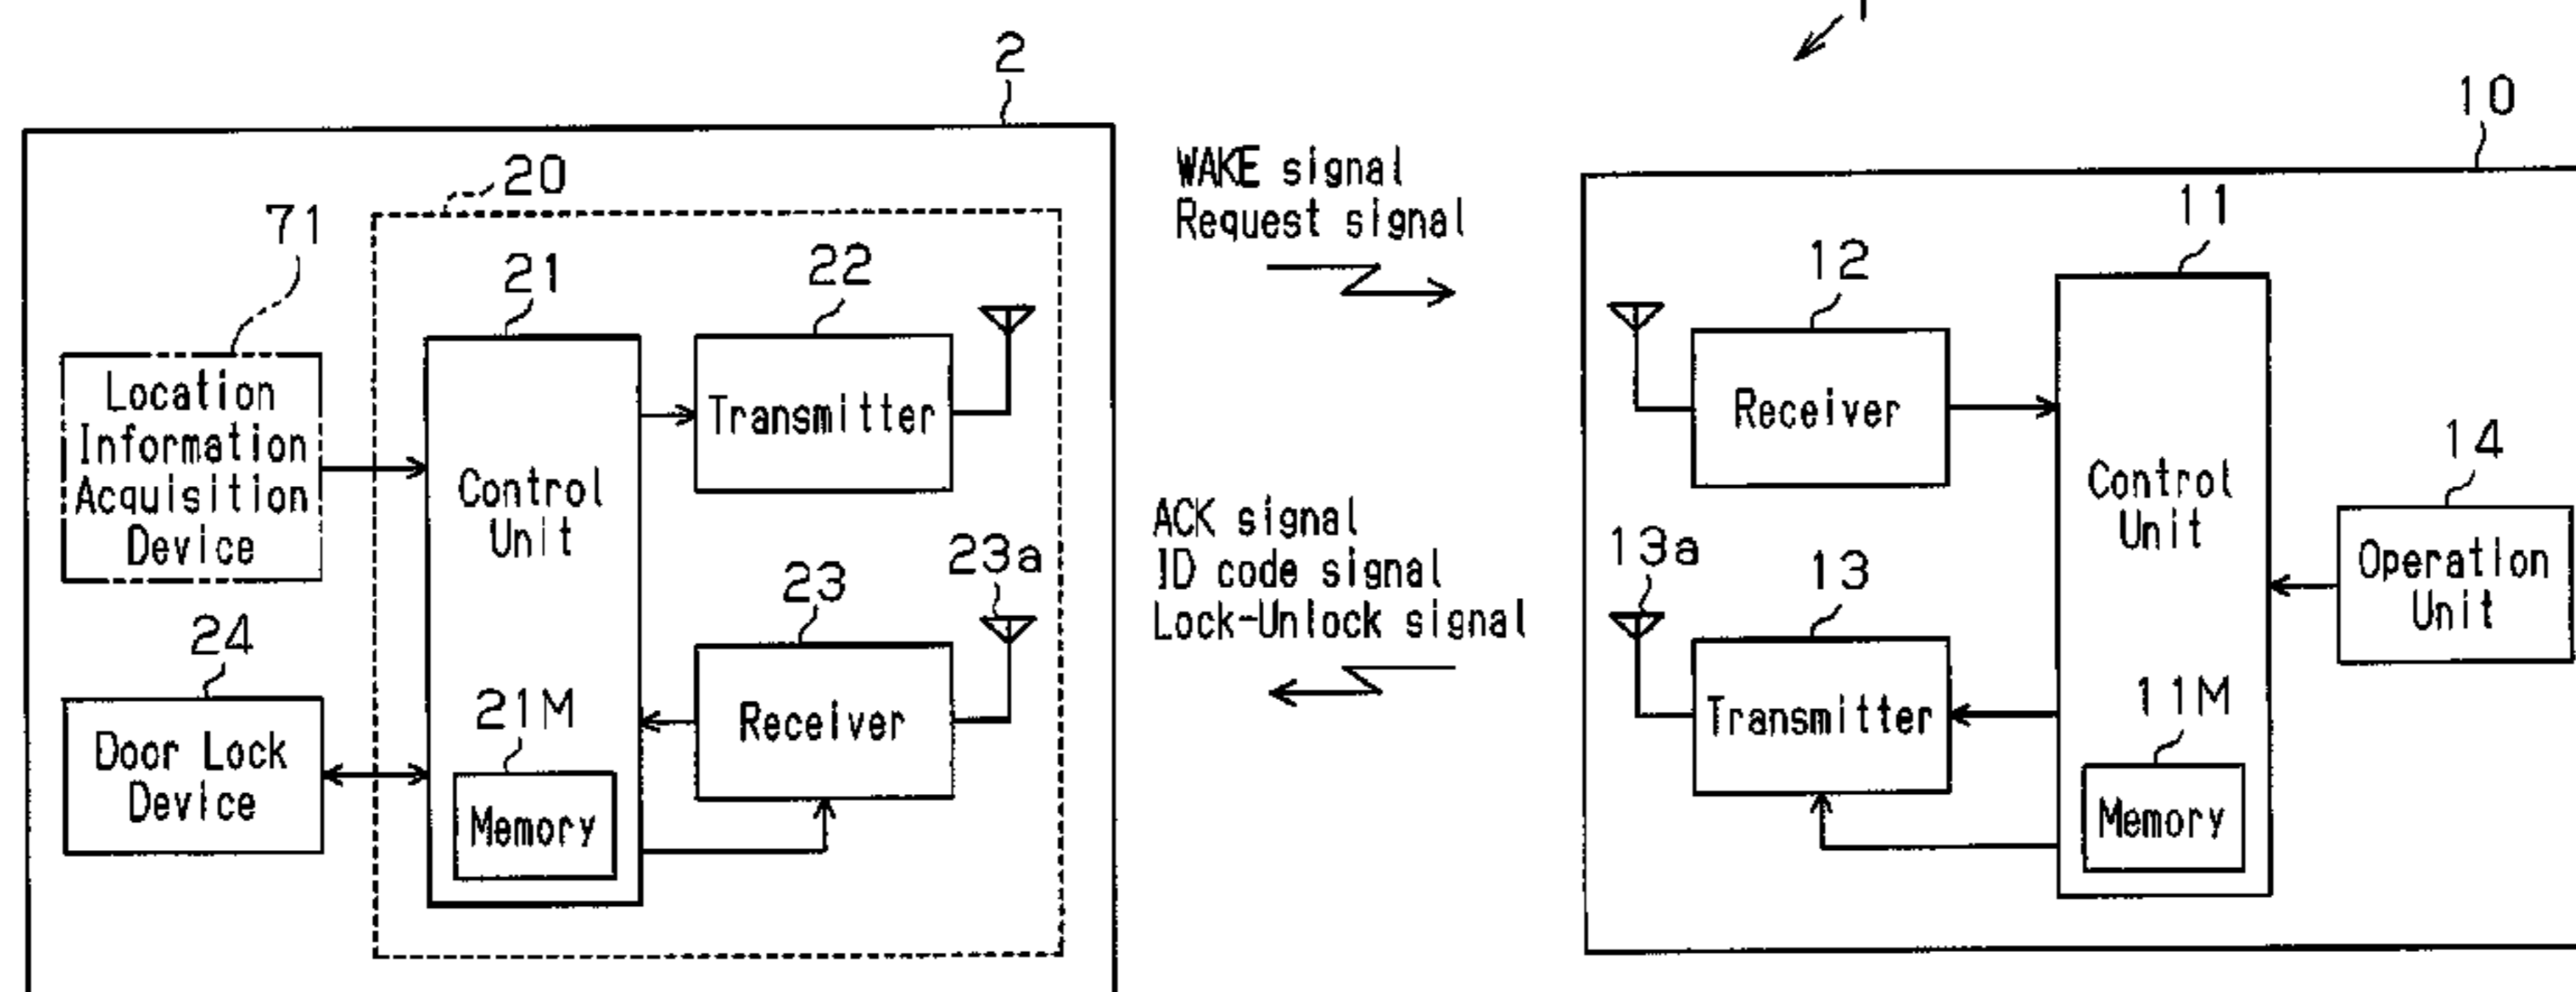 1
2
10
20
WAKE signal
Request signal
71
11
21
22
12
Location
Information
Acquisition
Device
Transmitter
Receiver
Control
Unit
Control
Unit
14
ACK signal
ID code signal
Lock-Unlock signal
23
23a
13a
13
Operation
Unit
24
21M
11M
Door Lock
Device
Receiver
Transmitter
Memory
Memory